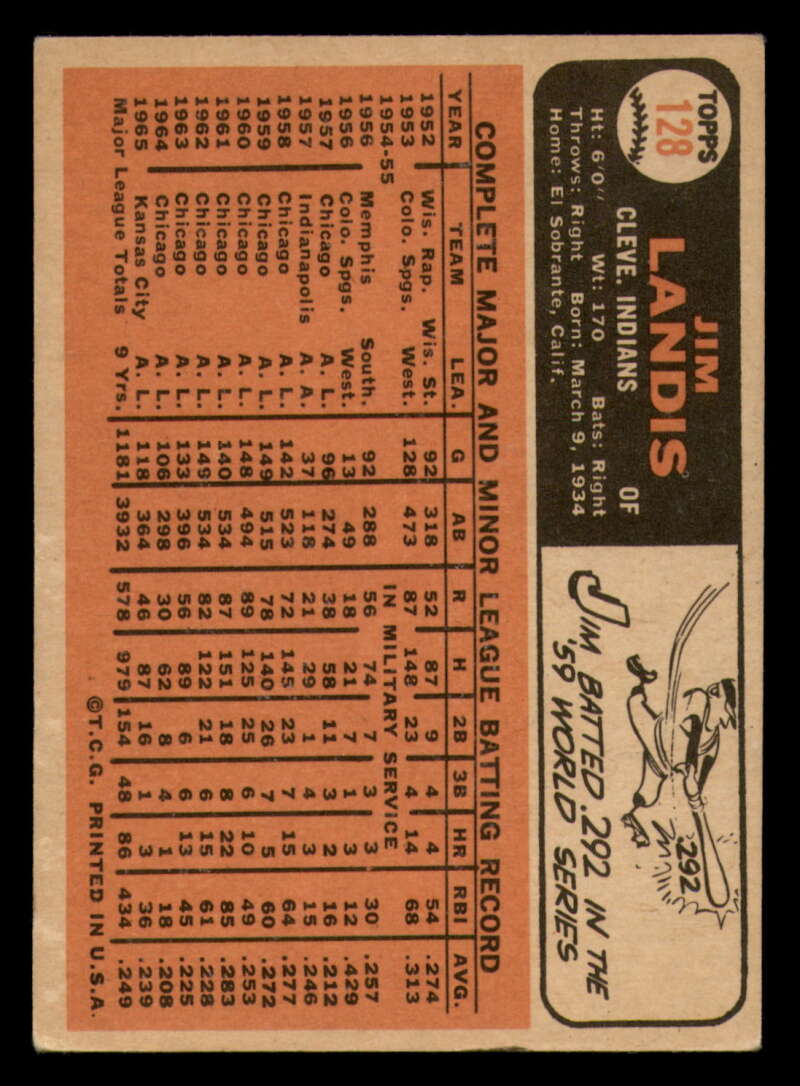 TOPPS
128
JIM
LANDIS
CLEVE. INDIANS OF
Ht: 6'0" Wt: 170 Bats: Right
Throws: Right Born: March 9, 1934
Home: El Sobrante, Calif.
.292
JIM BATTED .292 IN THE
'59 WORLD SERIES
COMPLETE MAJOR AND MINOR LEAGUE BATTING RECORD
YEAR TEAM LEA. G AB R H 2B 3B HR RBI AVG.
1952 Wis. Rap. Wis. St. 92 318 52 87 9 4 4 54 .274
1953 Colo. Spgs. West. 128 473 87 148 23 4 14 68 .313
1954-55 IN MILITARY SERVICE
1956 Memphis South. 92 288 56 74 7 3 3 30 .257
1956 Colo. Spgs. West. 13 49 18 21 7 1 3 12 .429
1957 Chicago A. L. 96 274 38 58 11 3 2 16 .212
1957 Indianapolis A. A. 37 118 21 29 1 4 3 15 .246
1958 Chicago A. L. 142 523 72 145 23 7 15 64 .277
1959 Chicago A. L. 149 515 78 140 26 7 5 60 .272
1960 Chicago A. L. 148 494 89 125 25 6 10 49 .253
1961 Chicago A. L. 140 534 87 151 18 8 22 85 .283
1962 Chicago A. L. 149 534 82 122 21 6 15 61 .228
1963 Chicago A. L. 133 396 56 89 6 6 13 45 .225
1964 Chicago A. L. 106 298 30 62 8 4 1 18 .208
1965 Kansas City A. L. 118 364 46 87 16 1 3 36 .239
Major League Totals 9 Yrs. 1181 3932 578 979 154 48 86 434 .249
©T.C.G. PRINTED IN U.S.A.